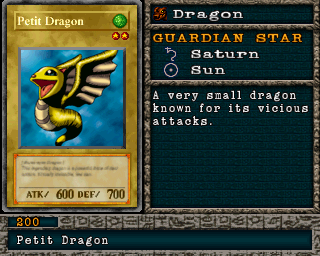 Petit Dragon
ATK/ 600 DEF/ 700
Dragon
GUARDIAN STAR
Saturn
Sun
A very small dragon
known for its vicious
attacks.
200
Petit Dragon